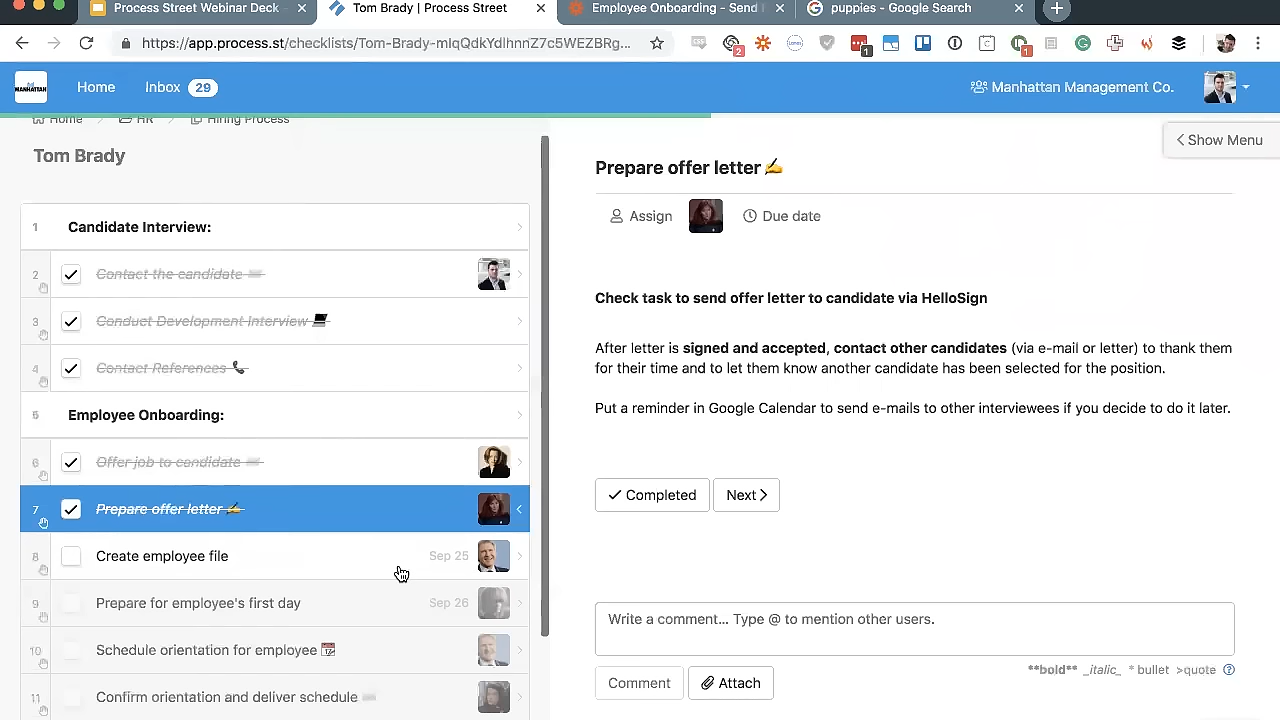 Process Street Webinar Deck -
Tom Brady | Process Street
Employee Onboarding - Send
puppies - Google Search
https://app.process.st/checklists/Tom-Brady-mIqQdkYdlhnnZ7c5WEZBRg...
2
1
1
MANHATTAN
Home
Inbox 29
Manhattan Management Co.
Home
HR
Hiring Process
Tom Brady
Show Menu
1 Candidate Interview:
2 Contact the candidate
3 Conduct Development Interview
4 Contact References
5 Employee Onboarding:
6 Offer job to candidate
7 Prepare offer letter
8 Create employee file Sep 25
9 Prepare for employee's first day Sep 26
10 Schedule orientation for employee
11 Confirm orientation and deliver schedule
Prepare offer letter
Assign
Due date
Check task to send offer letter to candidate via HelloSign
After letter is signed and accepted, contact other candidates (via e-mail or letter) to thank them
for their time and to let them know another candidate has been selected for the position.
Put a reminder in Google Calendar to send e-mails to other interviewees if you decide to do it later.
Completed
Next
Write a comment... Type @ to mention other users.
**bold** _italic_ * bullet >quote
Comment
Attach